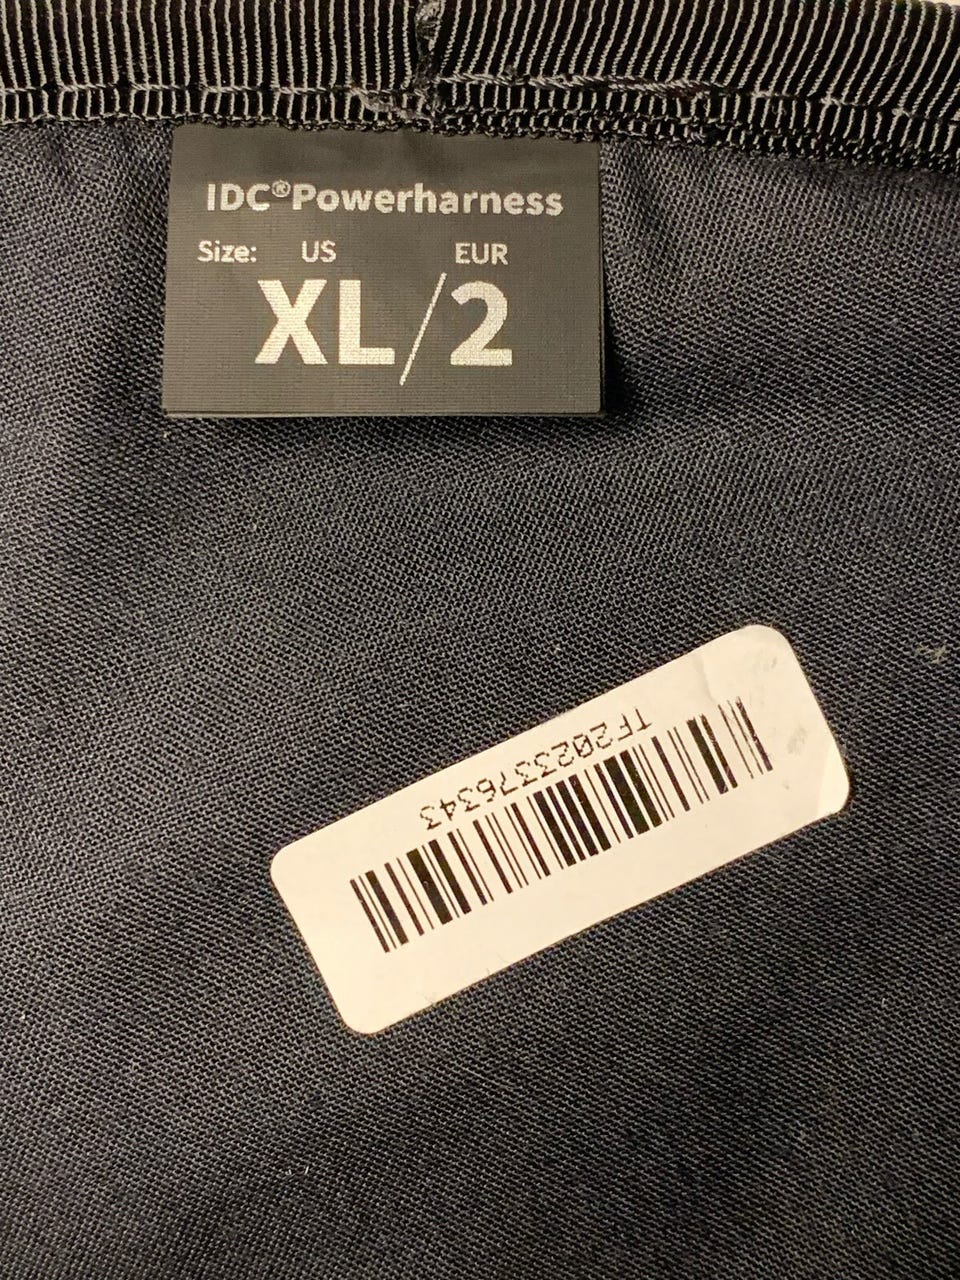 IDC®Powerharness
Size: US EUR
XL/2
TF2023376343